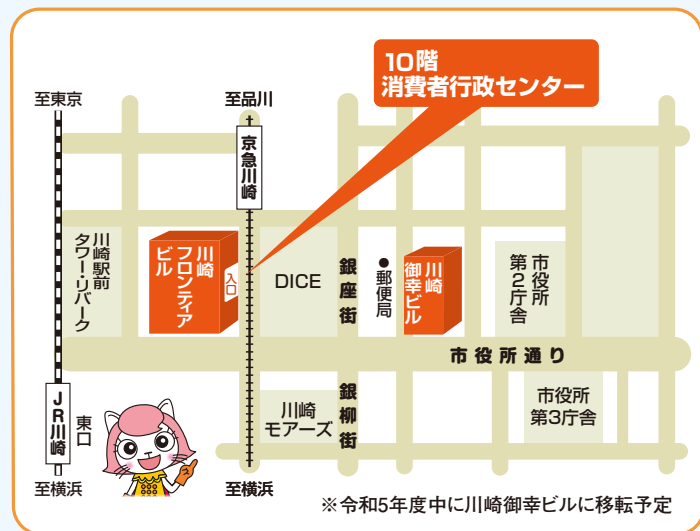 10階
消費者行政センター
至東京
至品川
京急川崎
川崎駅前
タワー・リバーク
川崎
フロンティア
ビル
入口
DICE
銀座街
●郵便局
川崎
御幸ビル
市役所
第2庁舎
市役所通り
JR川崎
東口
川崎
モアーズ
銀柳街
市役所
第3庁舎
至横浜
至横浜
※令和5年度中に川崎御幸ビルに移転予定